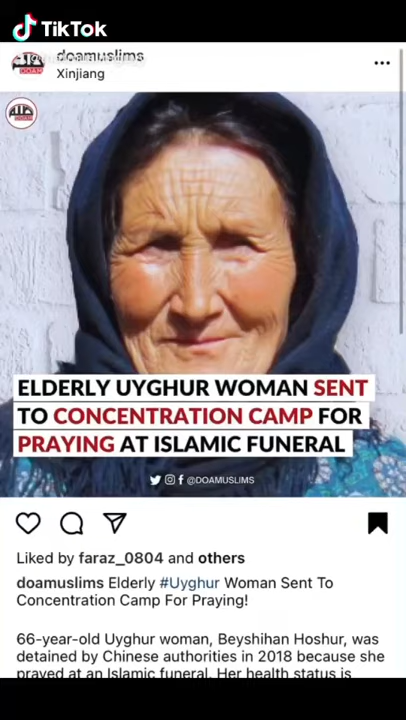 TikTok
doamuslims
Xinjiang
DOAM
DOAM
ELDERLY UYGHUR WOMAN SENT
TO CONCENTRATION CAMP FOR
PRAYING AT ISLAMIC FUNERAL
@DOAMUSLIMS
Liked by faraz_0804 and others
doamuslims Elderly #Uyghur Woman Sent To
Concentration Camp For Praying!
66-year-old Uyghur woman, Beyshihan Hoshur, was
detained by Chinese authorities in 2018 because she
prayed at an Islamic funeral. Her health status is